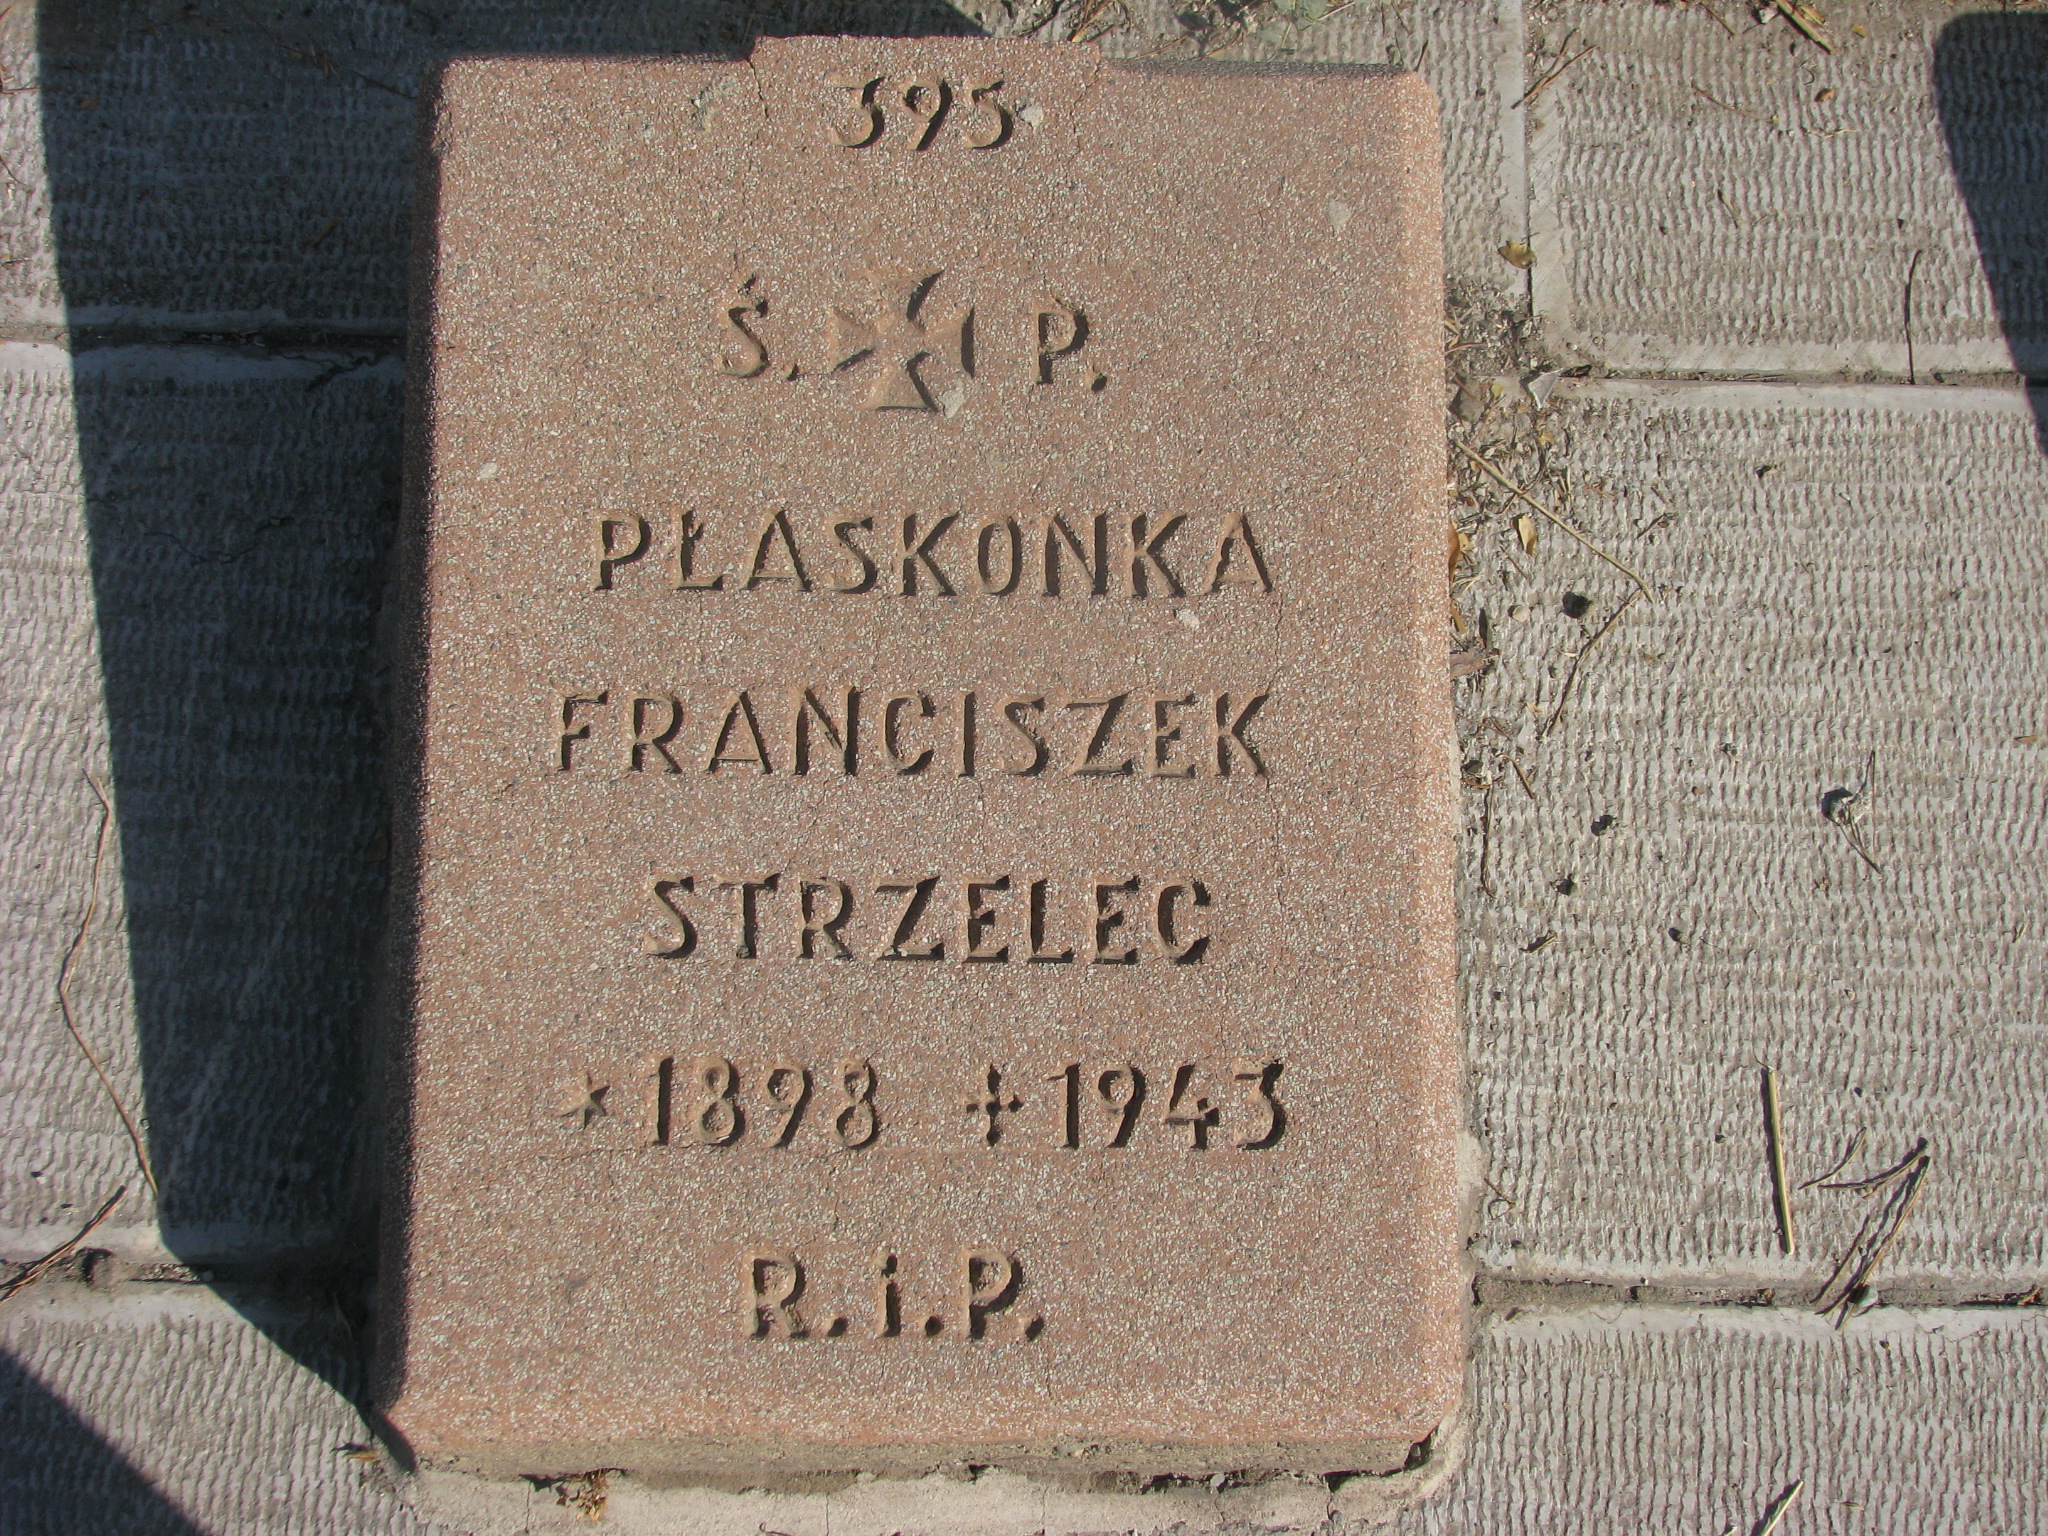 395
Ś. P.
PŁASKONKA
FRANCISZEK
STRZELEC
* 1898 + 1943
R.i.P.